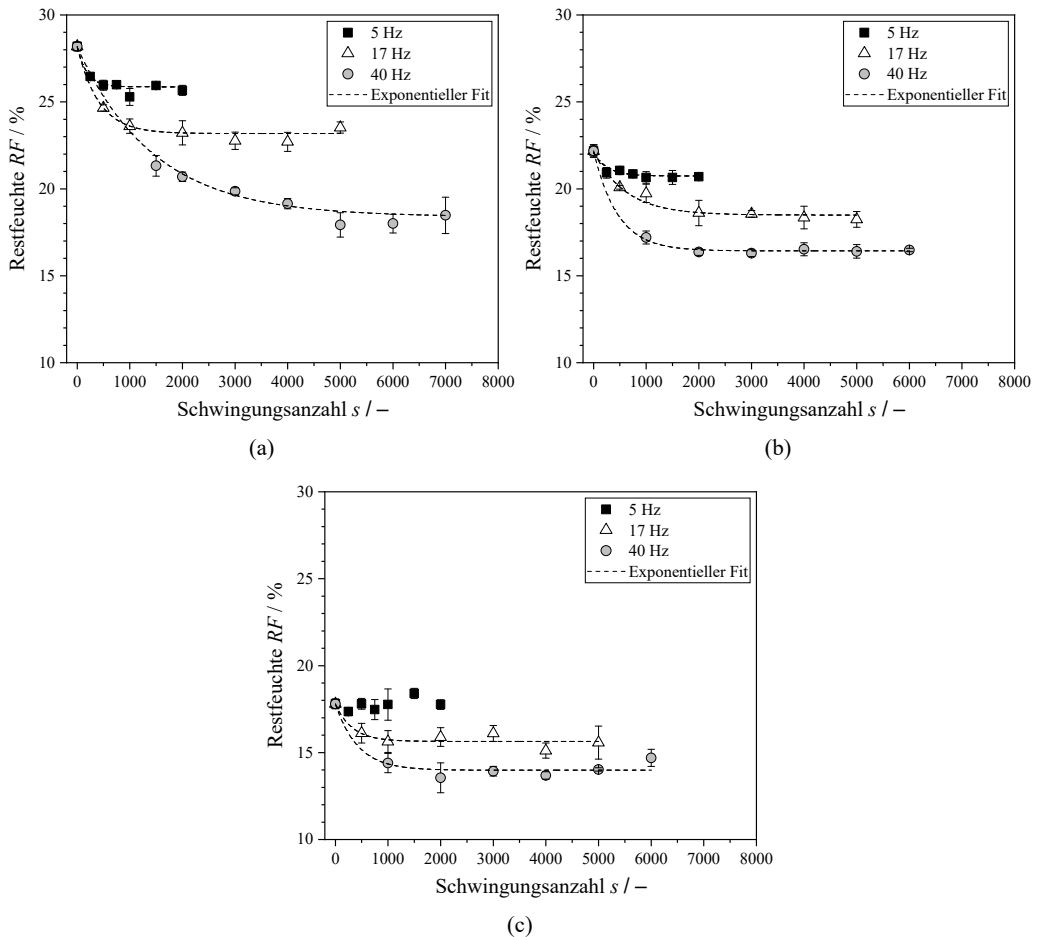 30
25
20
15
10
Restfeuchte RF / %
5 Hz
17 Hz
40 Hz
Exponentieller Fit
0 1000 2000 3000 4000 5000 6000 7000 8000
Schwingungsanzahl s / –
(a)
30
25
20
15
10
Restfeuchte RF / %
5 Hz
17 Hz
40 Hz
Exponentieller Fit
0 1000 2000 3000 4000 5000 6000 7000 8000
Schwingungsanzahl s / –
(b)
30
25
20
15
10
Restfeuchte RF / %
5 Hz
17 Hz
40 Hz
Exponentieller Fit
0 1000 2000 3000 4000 5000 6000 7000 8000
Schwingungsanzahl s / –
(c)